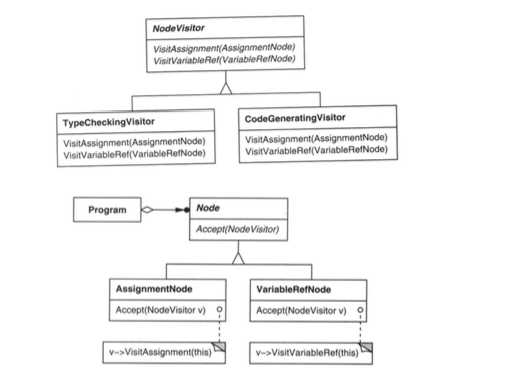 NodeVisitor
VisitAssignment(AssignmentNode)
VisitVariableRef(VariableRefNode)
TypeCheckingVisitor
VisitAssignment(AssignmentNode)
VisitVariableRef(VariableRefNode)
CodeGeneratingVisitor
VisitAssignment(AssignmentNode)
VisitVariableRef(VariableRefNode)
Program
Node
Accept(NodeVisitor)
AssignmentNode
Accept(NodeVisitor v)
VariableRefNode
Accept(NodeVisitor v)
v->VisitAssignment(this)
v->VisitVariableRef(this)